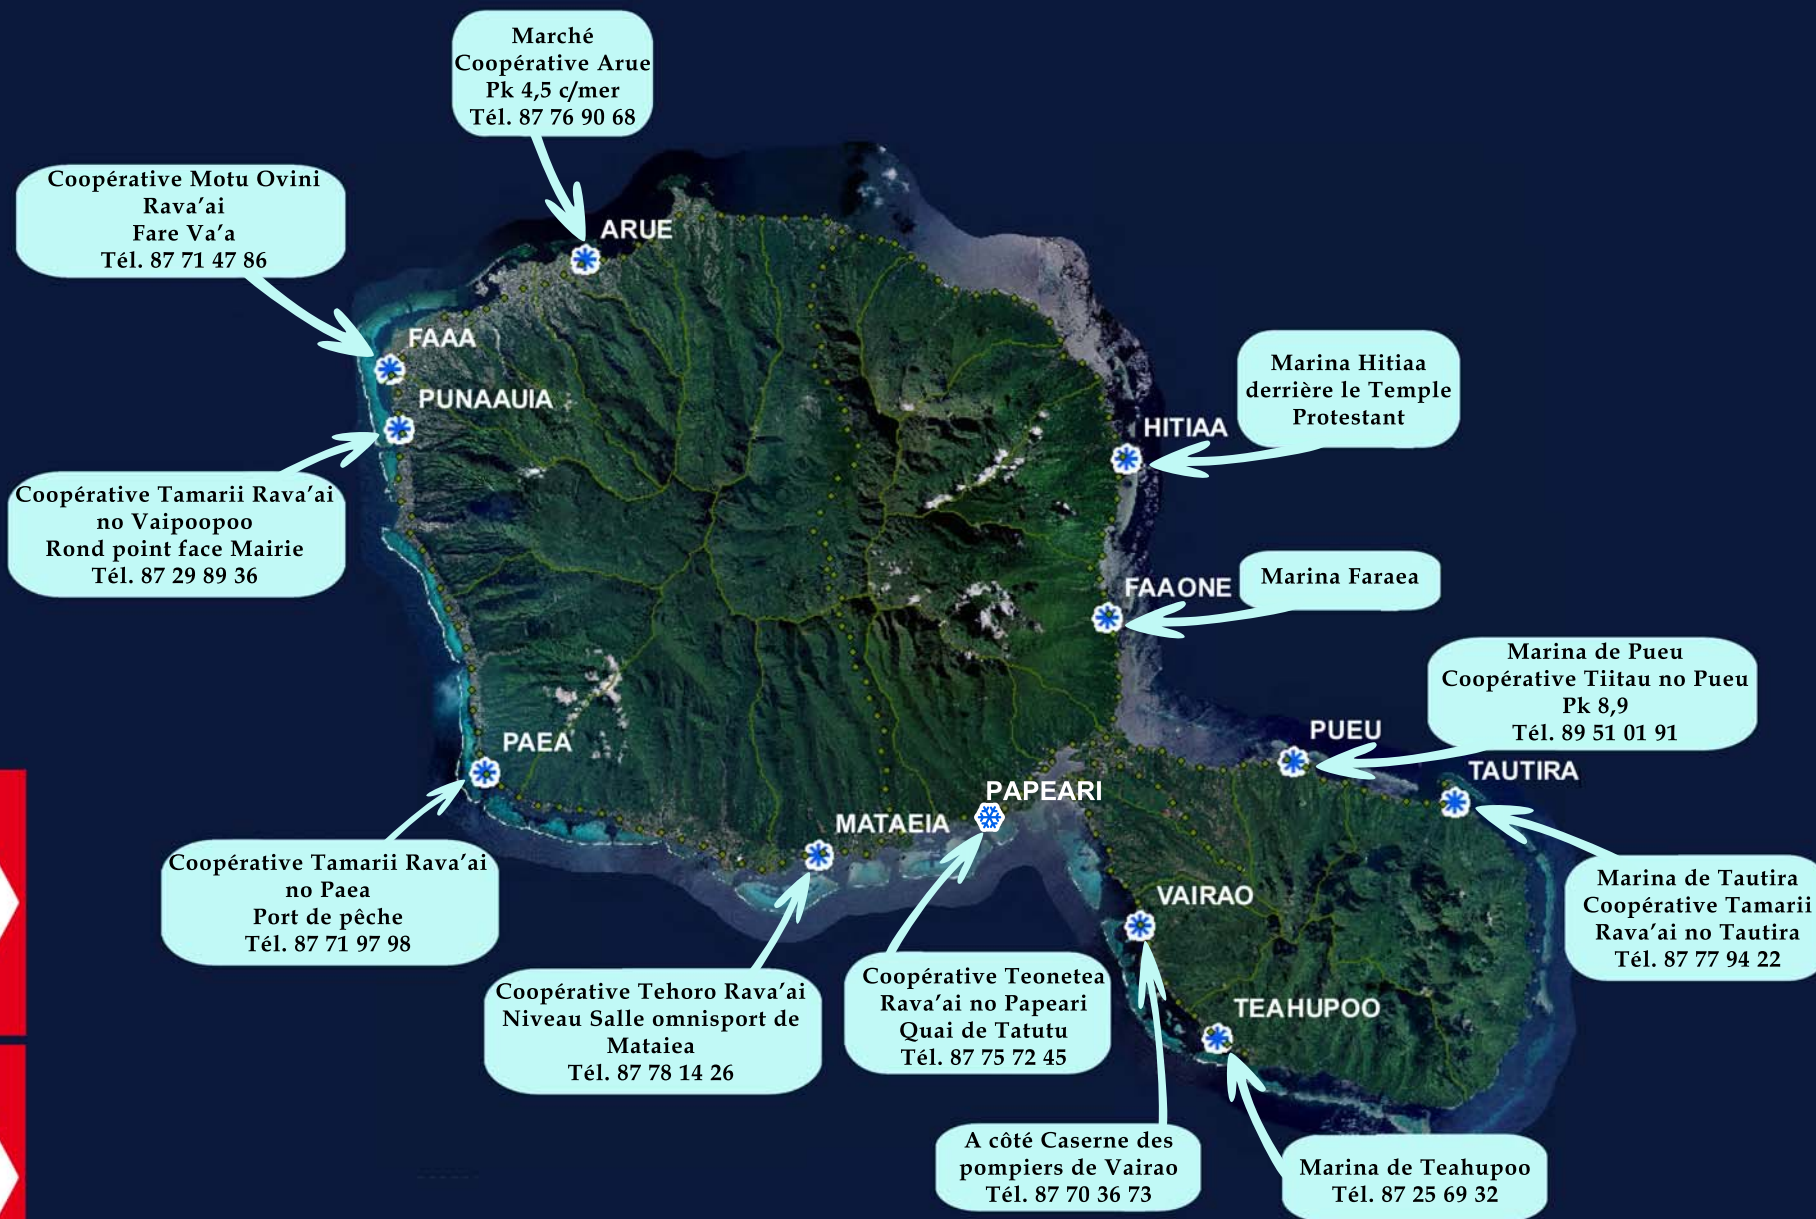 Marché
Coopérative Arue
Pk 4,5 c/mer
Tél. 87 76 90 68
Coopérative Motu Ovini
Rava'ai
Fare Va'a
Tél. 87 71 47 86
ARUE
FAAA
PUNAAUIA
Coopérative Tamarii Rava'ai
no Vaipoopoo
Rond point face Mairie
Tél. 87 29 89 36
Marina Hitiaa
derrière le Temple
Protestant
HITIAA
FAAONE
Marina Faraea
Marina de Pueu
Coopérative Tiitau no Pueu
Pk 8,9
Tél. 89 51 01 91
PUEU
TAUTIRA
PAEA
PAPEARI
MATAEIA
Coopérative Tamarii Rava'ai
no Paea
Port de pêche
Tél. 87 71 97 98
Marina de Tautira
Coopérative Tamarii
Rava'ai no Tautira
Tél. 87 77 94 22
VAIRAO
TEAHUPOO
Coopérative Tehoro Rava'ai
Niveau Salle omnisport de
Mataiea
Tél. 87 78 14 26
Coopérative Teonetea
Rava'ai no Papeari
Quai de Tatutu
Tél. 87 75 72 45
A côté Caserne des
pompiers de Vairao
Tél. 87 70 36 73
Marina de Teahupoo
Tél. 87 25 69 32